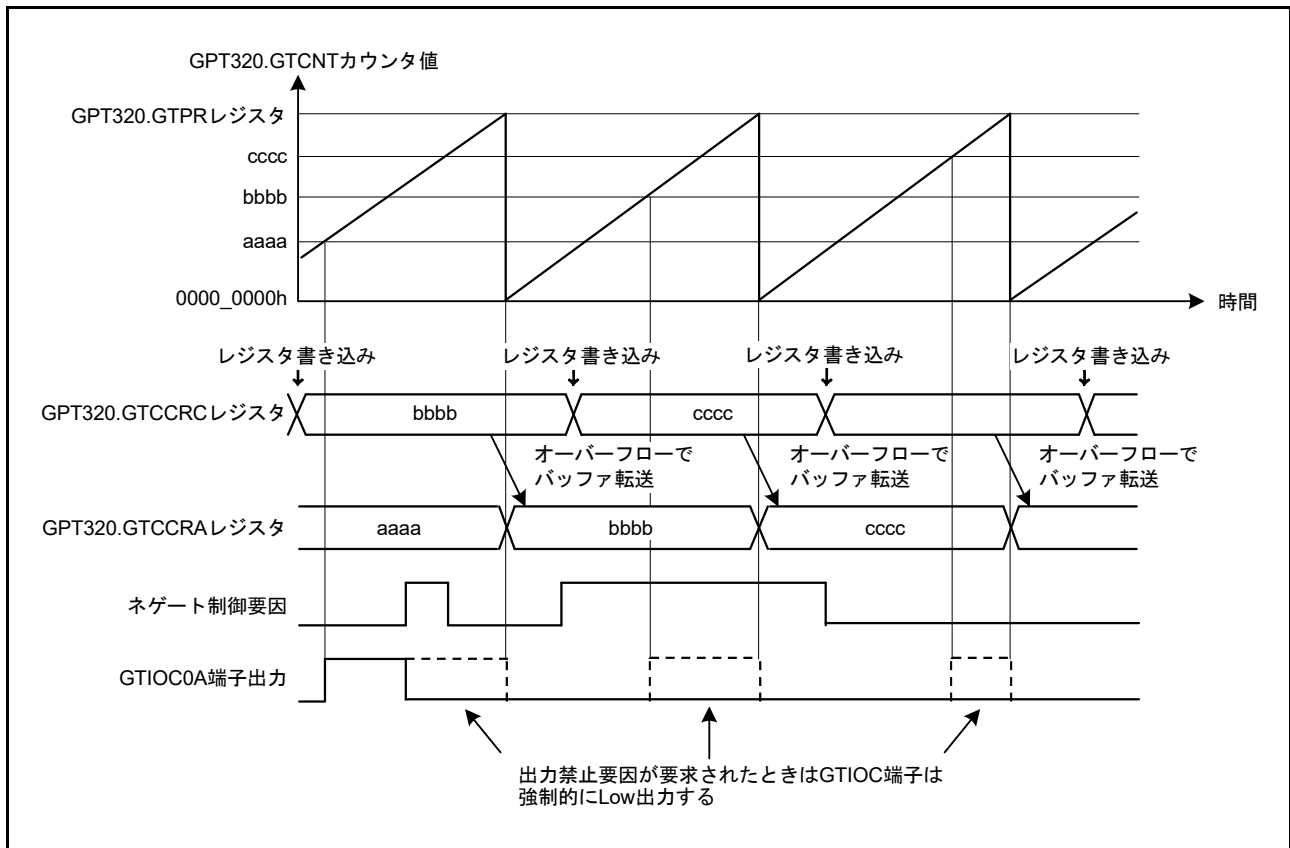 GPT320.GTCNTカウンタ値
GPT320.GTPRレジスタ
cccc
bbbb
aaaa
0000_0000h
時間
レジスタ書き込み
レジスタ書き込み
レジスタ書き込み
レジスタ書き込み
GPT320.GTCCRCレジスタ
bbbb
cccc
オーバーフローで
バッファ転送
オーバーフローで
バッファ転送
オーバーフローで
バッファ転送
GPT320.GTCCRAレジスタ
aaaa
bbbb
cccc
ネゲート制御要因
GTIOC0A端子出力
出力禁止要因が要求されたときはGTIOC端子は
強制的にLow出力する